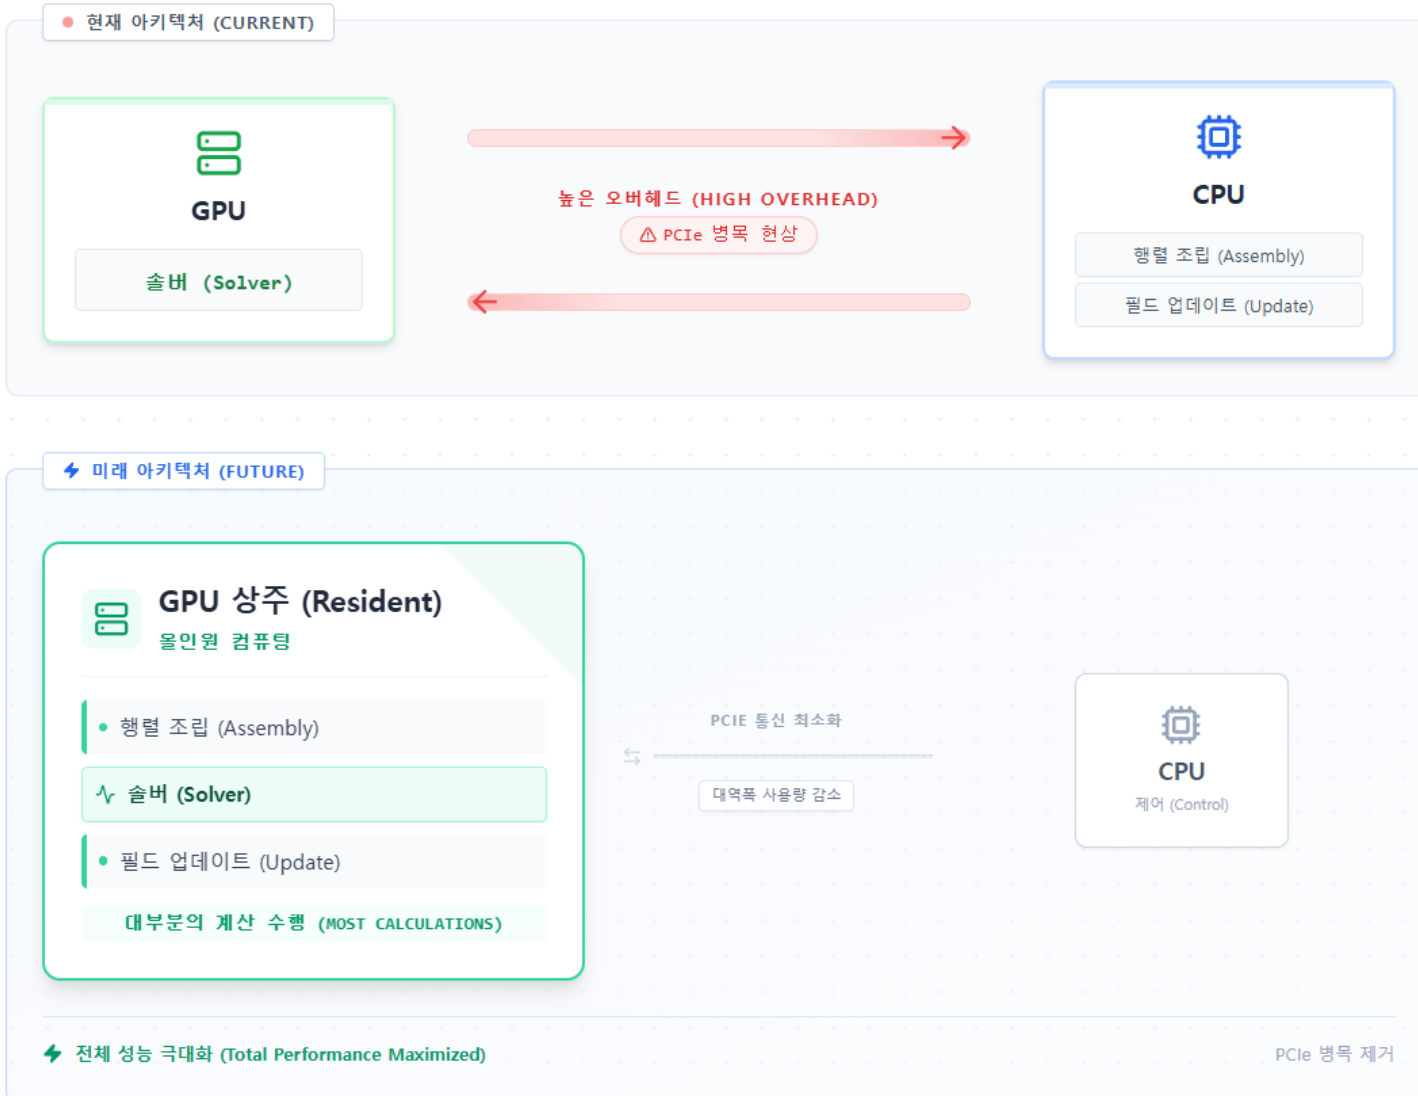 현재 아키텍처 (CURRENT)
GPU
솔버 (Solver)
높은 오버헤드 (HIGH OVERHEAD)
PCIe 병목 현상
CPU
행렬 조립 (Assembly)
필드 업데이트 (Update)
미래 아키텍처 (FUTURE)
GPU 상주 (Resident)
올인원 컴퓨팅
행렬 조립 (Assembly)
솔버 (Solver)
필드 업데이트 (Update)
대부분의 계산 수행 (MOST CALCULATIONS)
PCIE 통신 최소화
대역폭 사용량 감소
CPU
제어 (Control)
전체 성능 극대화 (Total Performance Maximized)
PCIe 병목 제거